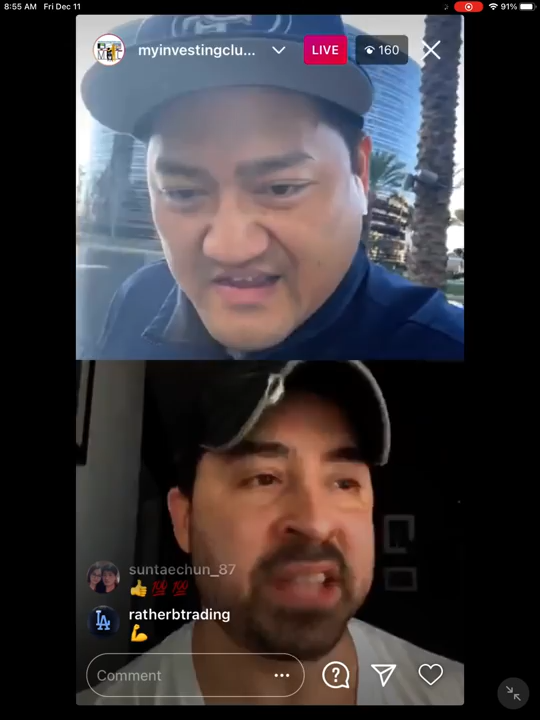 8:55 AM Fri Dec 11
91%
myinvestingclu...
LIVE
160
suntaechun_87
👍💯💯
ratherbtrading
💪
Comment